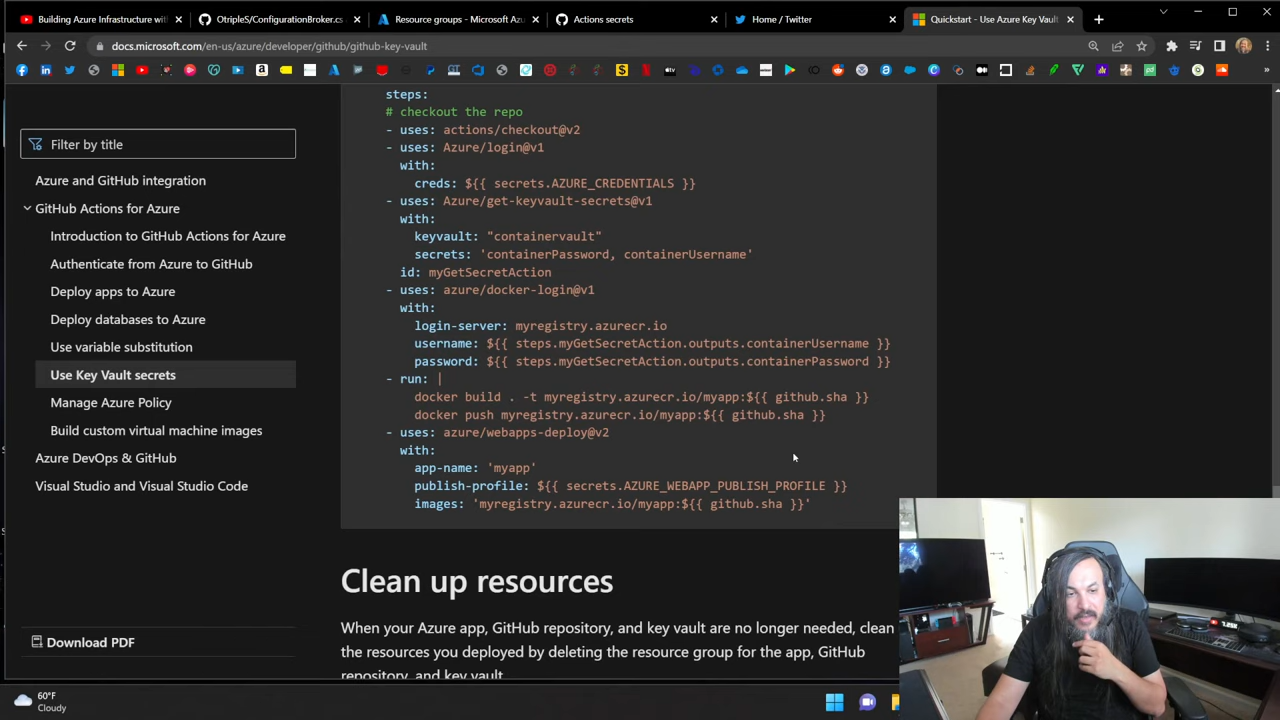 Building Azure Infrastructure with
OtripleS/ConfigurationBroker.cs a
Resource groups - Microsoft Azu
Actions secrets
Home / Twitter
Quickstart - Use Azure Key Vault
docs.microsoft.com/en-us/azure/developer/github/github-key-vault
Filter by title
Azure and GitHub integration
GitHub Actions for Azure
Introduction to GitHub Actions for Azure
Authenticate from Azure to GitHub
Deploy apps to Azure
Deploy databases to Azure
Use variable substitution
Use Key Vault secrets
Manage Azure Policy
Build custom virtual machine images
Azure DevOps & GitHub
Visual Studio and Visual Studio Code
Download PDF
steps:
# checkout the repo
- uses: actions/checkout@v2
- uses: Azure/login@v1
with:
creds: ${{ secrets.AZURE_CREDENTIALS }}
- uses: Azure/get-keyvault-secrets@v1
with:
keyvault: "containervault"
secrets: 'containerPassword, containerUsername'
id: myGetSecretAction
- uses: azure/docker-login@v1
with:
login-server: myregistry.azurecr.io
username: ${{ steps.myGetSecretAction.outputs.containerUsername }}
password: ${{ steps.myGetSecretAction.outputs.containerPassword }}
- run: |
docker build . -t myregistry.azurecr.io/myapp:${{ github.sha }}
docker push myregistry.azurecr.io/myapp:${{ github.sha }}
- uses: azure/webapps-deploy@v2
with:
app-name: 'myapp'
publish-profile: ${{ secrets.AZURE_WEBAPP_PUBLISH_PROFILE }}
images: 'myregistry.azurecr.io/myapp:${{ github.sha }}'
Clean up resources
When your Azure app, GitHub repository, and key vault are no longer needed, clean
the resources you deployed by deleting the resource group for the app, GitHub
repository, and key vault.
60°F
Cloudy